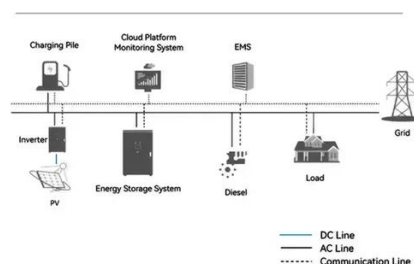 Charging Pile
Cloud Platform
Monitoring System
EMS
Grid
Inverter
PV
Energy Storage System
Diesel
Load
DC Line
AC Line
Communication Line